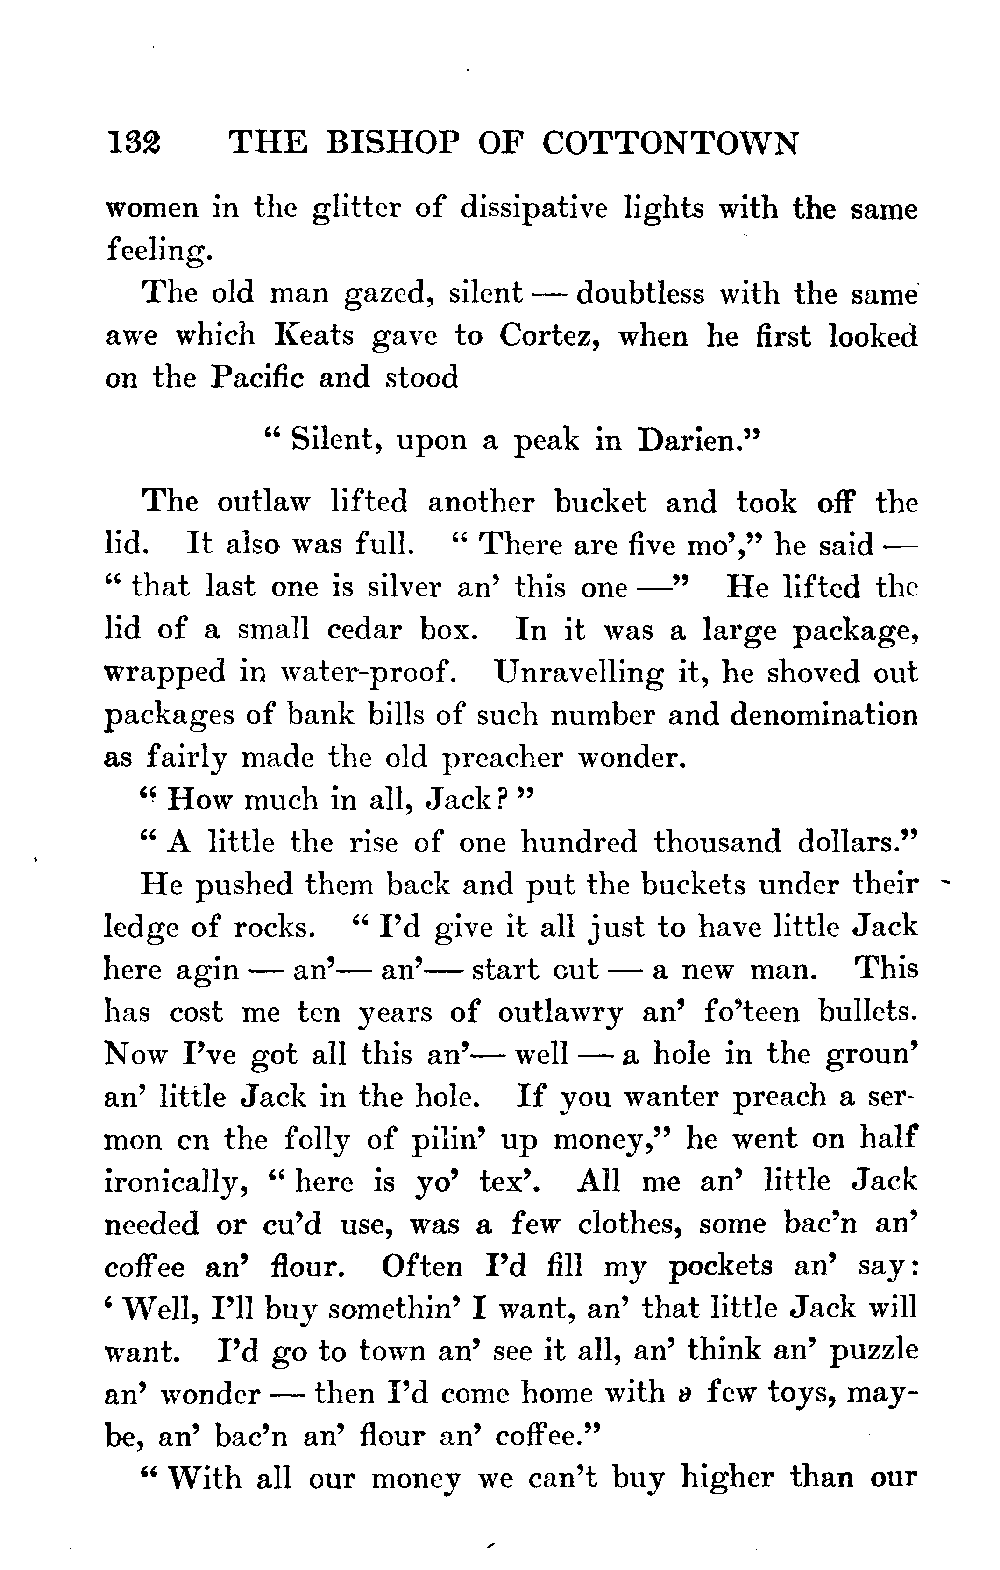 132 THE BISHOP OF COTTONTOWN
women in the glitter of dissipative lights with the same
feeling.
The old man gazed, silent — doubtless with the same
awe which Keats gave to Cortez, when he first looked
on the Pacific and stood
“ Silent, upon a peak in Darien.”
The outlaw lifted another bucket and took off the
lid. It also was full. “ There are five mo’,” he said —
“ that last one is silver an’ this one —” He lifted the
lid of a small cedar box. In it was a large package,
wrapped in water-proof. Unravelling it, he shoved out
packages of bank bills of such number and denomination
as fairly made the old preacher wonder.
“ How much in all, Jack? ”
“ A little the rise of one hundred thousand dollars.”
He pushed them back and put the buckets under their
ledge of rocks. “ I’d give it all just to have little Jack
here agin — an’— an’— start out — a new man. This
has cost me ten years of outlawry an’ fo’teen bullets.
Now I’ve got all this an’— well — a hole in the groun’
an’ little Jack in the hole. If you wanter preach a ser-
mon on the folly of pilin’ up money,” he went on half
ironically, “ here is yo’ tex’. All me an’ little Jack
needed or cu’d use, was a few clothes, some bac’n an’
coffee an’ flour. Often I’d fill my pockets an’ say:
‘ Well, I’ll buy somethin’ I want, an’ that little Jack will
want. I’d go to town an’ see it all, an’ think an’ puzzle
an’ wonder — then I’d come home with a few toys, may-
be, an’ bac’n an’ flour an’ coffee.”
“ With all our money we can’t buy higher than our